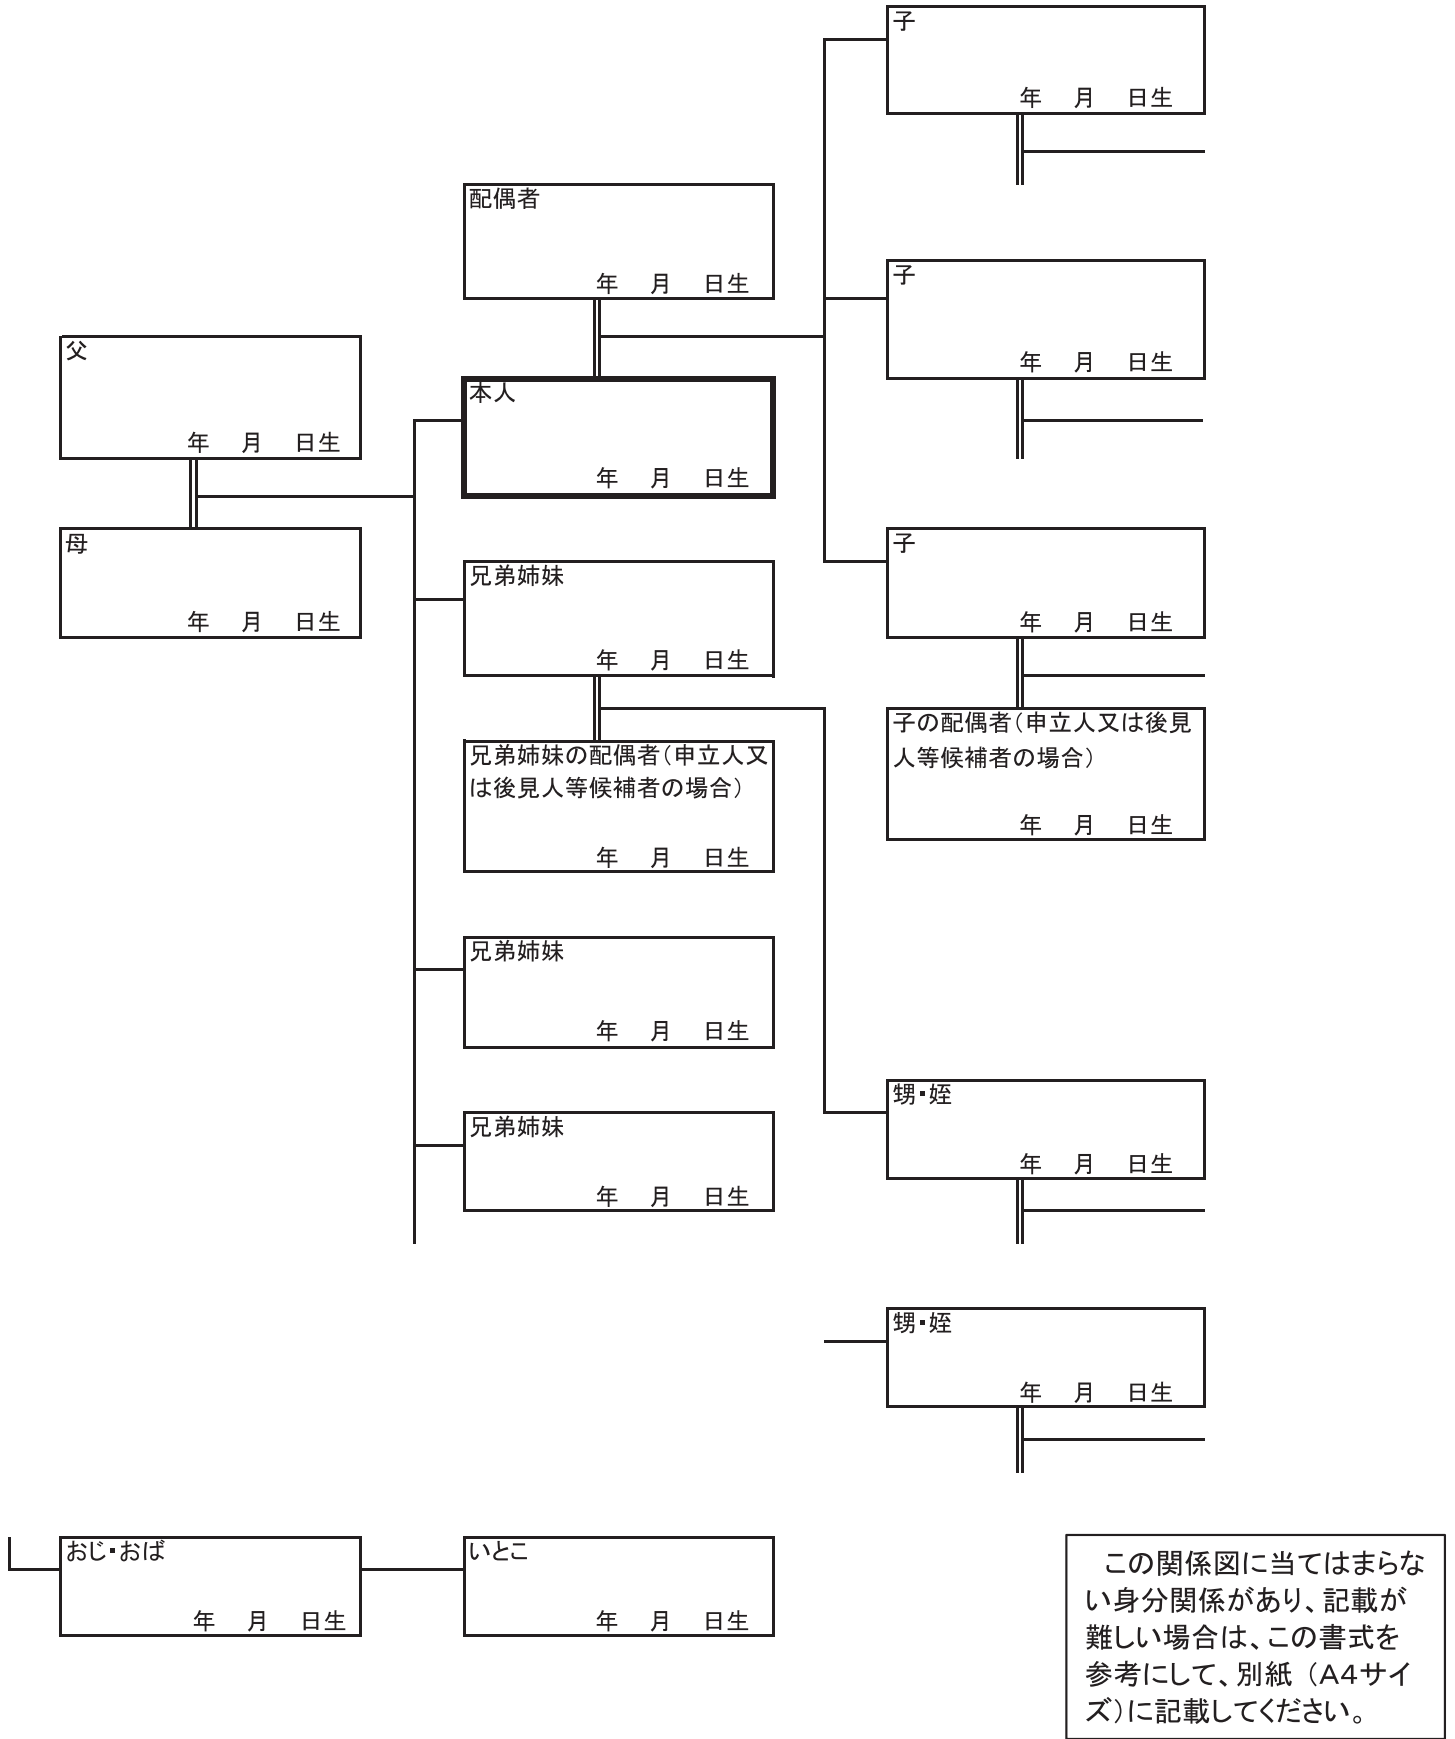 子
年 月 日生
配偶者
年 月 日生
子
年 月 日生
父
年 月 日生
本人
年 月 日生
母
年 月 日生
兄弟姉妹
年 月 日生
子
年 月 日生
兄弟姉妹の配偶者（申立人又
は後見人等候補者の場合）
年 月 日生
子の配偶者（申立人又は後見
人等候補者の場合）
年 月 日生
兄弟姉妹
年 月 日生
兄弟姉妹
年 月 日生
甥・姪
年 月 日生
甥・姪
年 月 日生
おじ・おば
年 月 日生
いとこ
年 月 日生
この関係図に当てはまらな
い身分関係があり、記載が
難しい場合は、この書式を
参考にして、別紙（A4サイ
ズ）に記載してください。